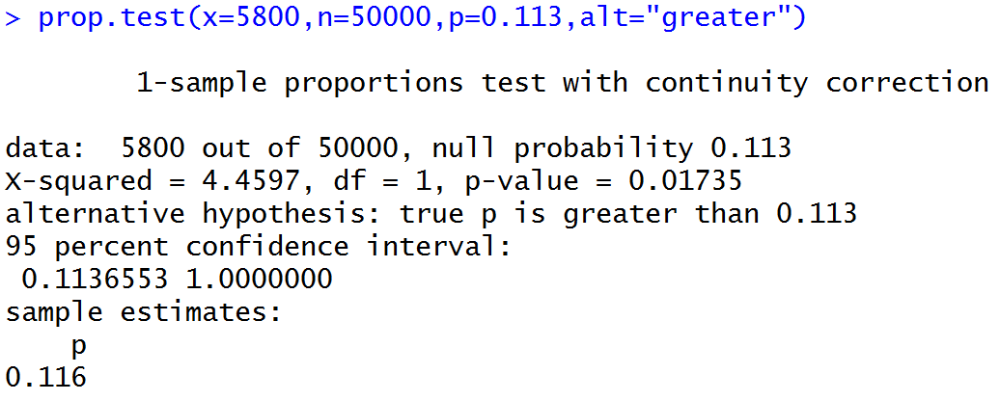 > prop.test(x=5800,n=50000,p=0.113,alt="greater")
1-sample proportions test with continuity correction
data:  5800 out of 50000, null probability 0.113
X-squared = 4.4597, df = 1, p-value = 0.01735
alternative hypothesis: true p is greater than 0.113
95 percent confidence interval:
0.1136553 1.0000000
sample estimates:
p
0.116